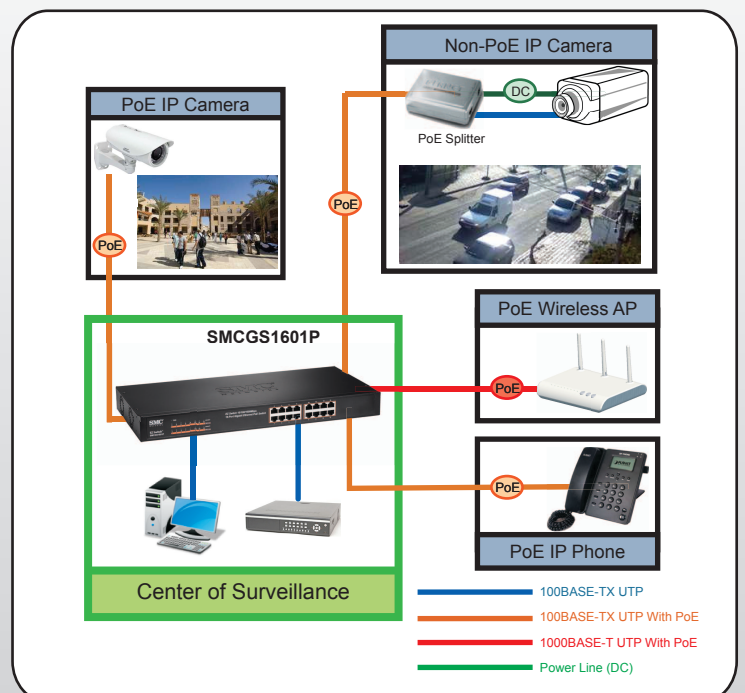 Non-PoE IP Camera
DC
PoE Splitter
PoE IP Camera
PoE
PoE
SMCGS1601P
SMC
PoE Wireless AP
PoE
PoE
PoE IP Phone
Center of Surveillance
100BASE-TX UTP
100BASE-TX UTP With PoE
1000BASE-T UTP With PoE
Power Line (DC)